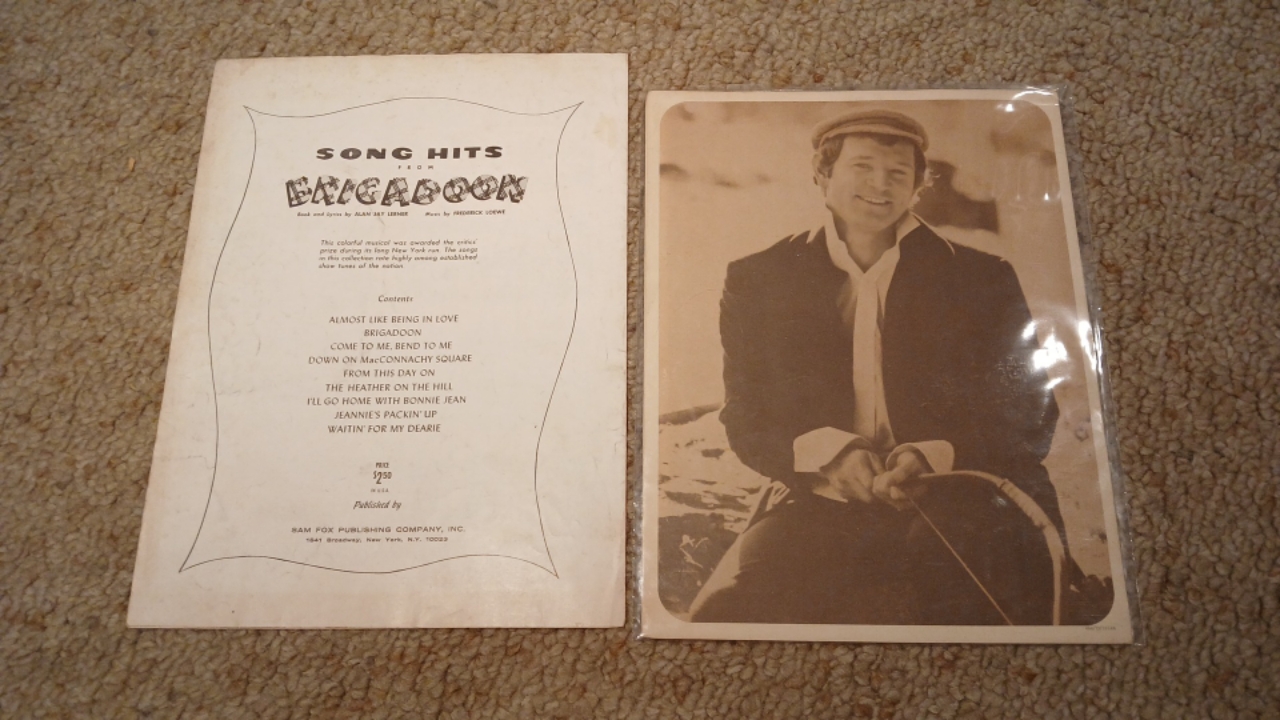 SONG HITS
FROM
BRIGADOON
Book and Lyrics by ALAN JAY LERNER Music by FREDERICK LOEWE
This colorful musical was awarded the critics'
prize during its long New York run. The songs
in this collection rate highly among established
show tunes of the nation.
Contents
ALMOST LIKE BEING IN LOVE
BRIGADOON
COME TO ME, BEND TO ME
DOWN ON MacCONNACHY SQUARE
FROM THIS DAY ON
THE HEATHER ON THE HILL
I'LL GO HOME WITH BONNIE JEAN
JEANNIE'S PACKIN' UP
WAITIN' FOR MY DEARIE
PRICE
$2.50
IN U.S.A.
Published by
SAM FOX PUBLISHING COMPANY, INC.
1841 Broadway, New York, N.Y. 10023